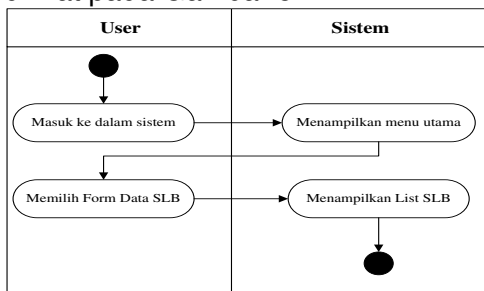 User Sistem
Masuk ke dalam sistem Menampilkan menu utama
Memilih Form Data SLB Menampilkan List SLB